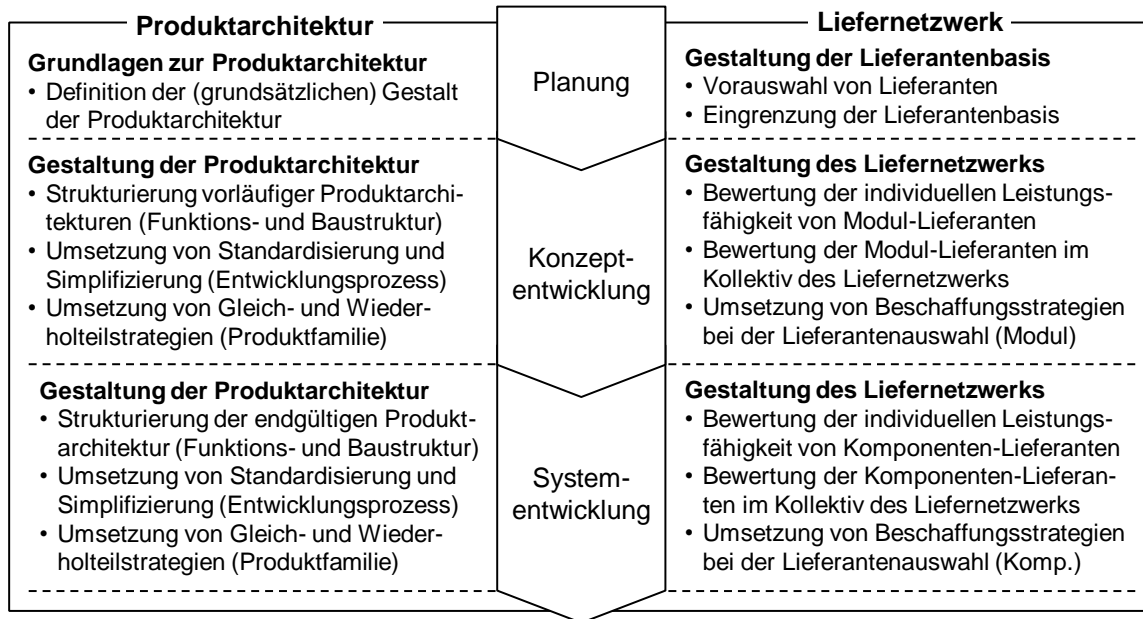 Produktarchitektur
Grundlagen zur Produktarchitektur
• Definition der (grundsätzlichen) Gestalt
der Produktarchitektur
Planung
Liefernetzwerk
Gestaltung der Lieferantenbasis
• Vorauswahl von Lieferanten
• Eingrenzung der Lieferantenbasis
Gestaltung der Produktarchitektur
• Strukturierung vorläufiger Produktarchi-
tekturen (Funktions- und Baustruktur)
• Umsetzung von Standardisierung und
Simplifizierung (Entwicklungsprozess)
• Umsetzung von Gleich- und Wieder-
holteilstrategien (Produktfamilie)
Konzept-
entwicklung
Gestaltung des Liefernetzwerks
• Bewertung der individuellen Leistungs-
fähigkeit von Modul-Lieferanten
• Bewertung der Modul-Lieferanten im
Kollektiv des Liefernetzwerks
• Umsetzung von Beschaffungsstrategien
bei der Lieferantenauswahl (Modul)
Gestaltung der Produktarchitektur
• Strukturierung der endgültigen Produkt-
architektur (Funktions- und Baustruktur)
• Umsetzung von Standardisierung und
Simplifizierung (Entwicklungsprozess)
• Umsetzung von Gleich- und Wieder-
holteilstrategien (Produktfamilie)
System-
entwicklung
Gestaltung des Liefernetzwerks
• Bewertung der individuellen Leistungs-
fähigkeit von Komponenten-Lieferanten
• Bewertung der Komponenten-Lieferan-
ten im Kollektiv des Liefernetzwerks
• Umsetzung von Beschaffungsstrategien
bei der Lieferantenauswahl (Komp.)